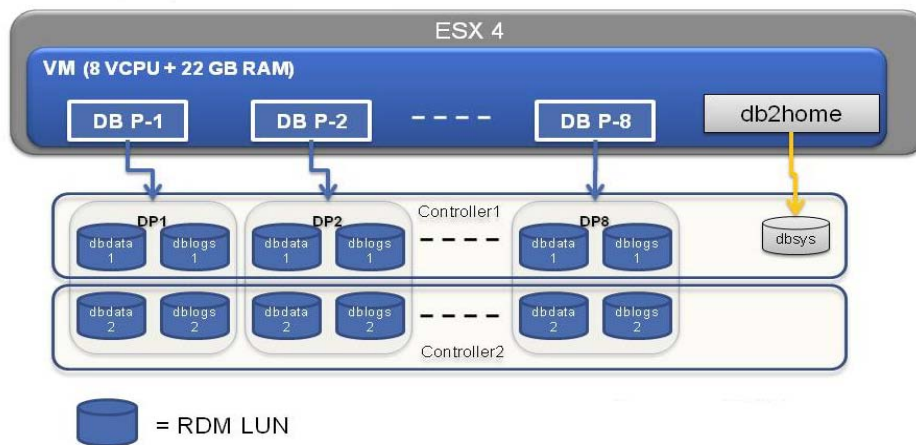 ESX 4
VM (8 VCPU + 22 GB RAM)
DB P-1
DB P-2
DB P-8
db2home
DP1
DP2
Controller1
DP8
dbdata 1
dblogs 1
dbdata 1
dblogs 1
dbdata 1
dblogs 1
dbsys
dbdata 2
dblogs 2
dbdata 2
dblogs 2
dbdata 2
dblogs 2
Controller2
= RDM LUN